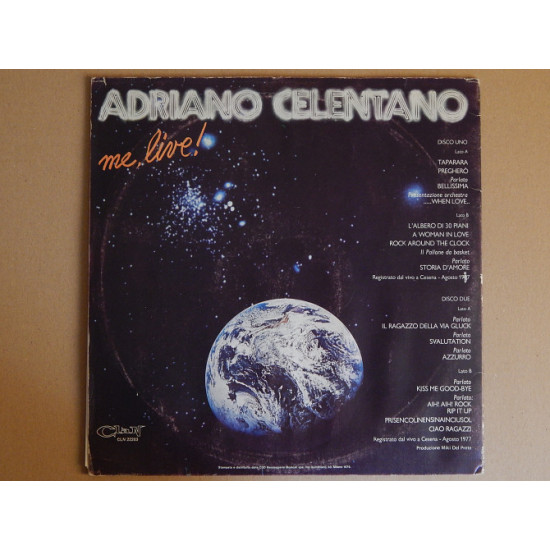 ADRIANO CELENTANO
me, live!
DISCO UNO
Lato A
TAPARARA
PREGHERÒ
Parlato
BELLISSIMA
Presentazione orchestra
.....WHEN LOVE..
Lato B
L'ALBERO DI 30 PIANI
A WOMAN IN LOVE
ROCK AROUND THE CLOCK
Il Pallone da basket
Parlato
STORIA D'AMORE
Registrato dal vivo a Cesena - Agosto 1977
DISCO DUE
Lato A
Parlato
IL RAGAZZO DELLA VIA GLUCK
Parlato
SVALUTATION
Parlato
AZZURRO
Lato B
Parlato
KISS ME GOOD-BYE
Parlato:
AIH! AIH! ROCK
RIP IT UP
PRISENCOLINENSINAINCIUSOL
CIAO RAGAZZI
Registrato dal vivo a Cesena - Agosto 1977
Produzione Miki Del Prete
CLAN
CLN 22203